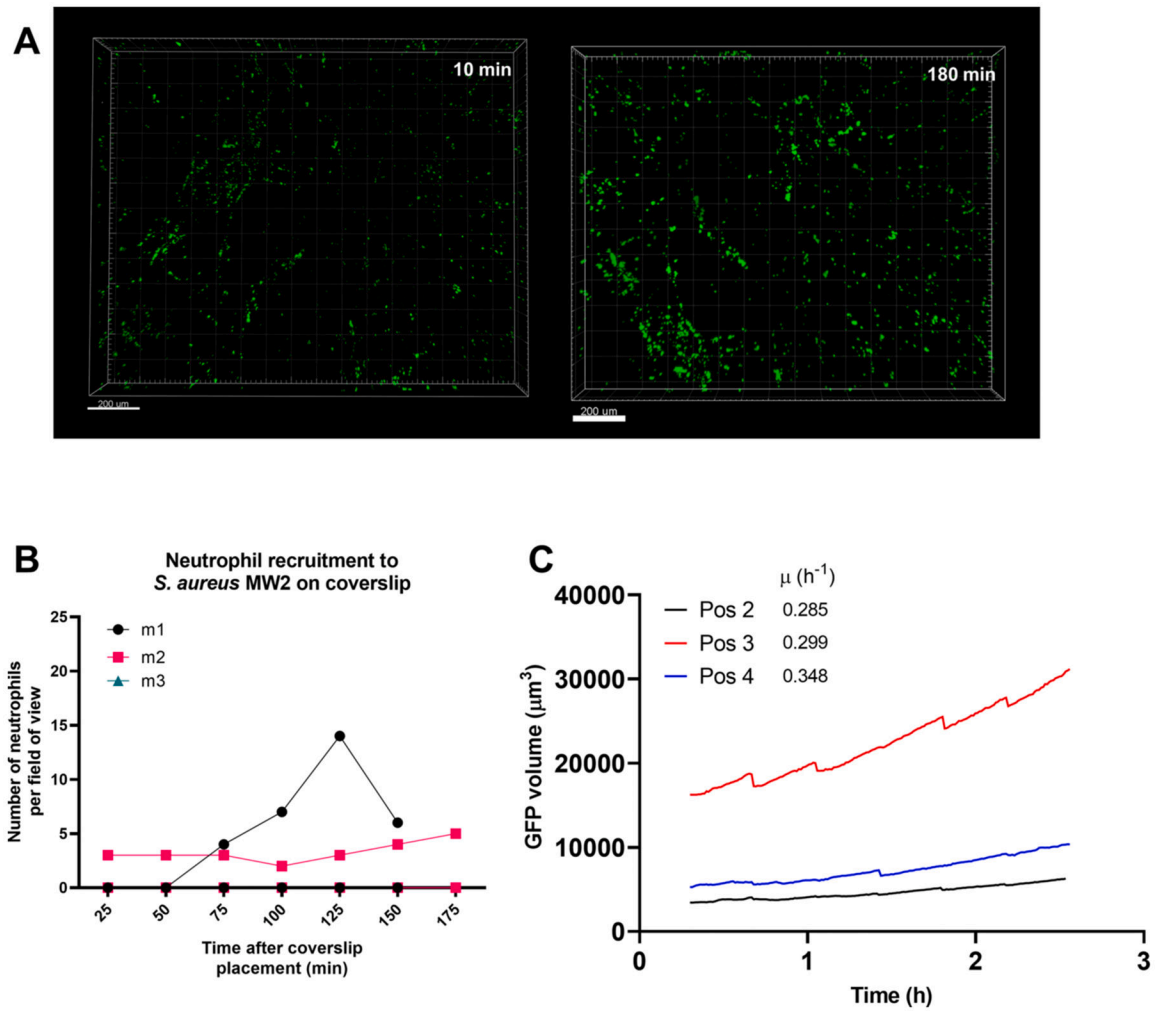 A
10 min
180 min
200 um
200 um
B
Neutrophil recruitment to
S. aureus MW2 on coverslip
Number of neutrophils
per field of view
25
20
15
10
5
0
m1
m2
m3
25
50
75
100
125
150
175
Time after coverslip
placement (min)
C
μ (h⁻¹)
Pos 2 0.285
Pos 3 0.299
Pos 4 0.348
GFP volume (μm³)
40000
30000
20000
10000
0
0
1
2
3
Time (h)